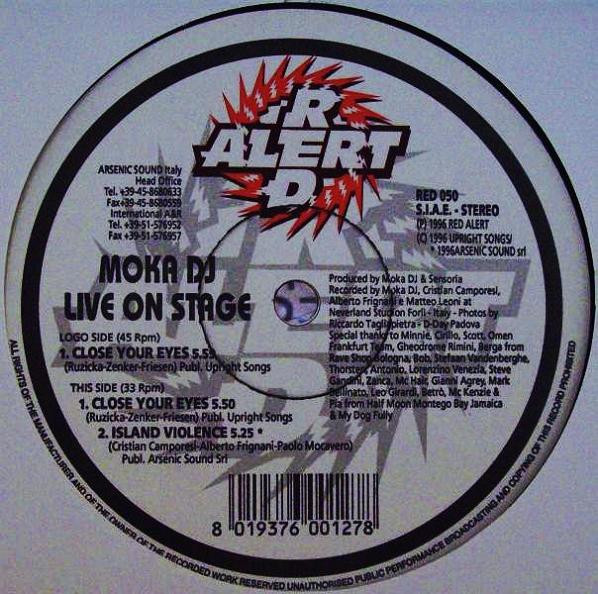 RED
ALERT
ARSENIC SOUND Italy
Head Office
Tel. +39-45-8680633
Fax+39-45-8680559
International A&R
Tel. +39-51-576952
Fax +39-51-576957
RED 050
S.I.A.E. - STEREO
(P) 1996 RED ALERT
(C) 1996 UPRIGHT SONGS/
* 1996ARSENIC SOUND srl
MOKA DJ
LIVE ON STAGE
LOGO SIDE (45 Rpm)
1. CLOSE YOUR EYES 5.55
(Ruzicka-Zenker-Friesen) Publ. Upright Songs
THIS SIDE (33 Rpm)
1. CLOSE YOUR EYES 5.50
(Ruzicka-Zenker-Friesen) Publ. Upright Songs
2. ISLAND VIOLENCE 5.25 *
(Cristian Camporesi-Alberto Frignani-Paolo Mocavero)
Publ. Arsenic Sound Srl
Produced by Moka DJ & Sensoria
Recorded by Moka DJ, Cristian Camporesi,
Alberto Frignani e Matteo Leoni at
Neverland Studio in Forlì - Italy - Photos by
Riccardo Tagliapietra - D-Day Padova
Special thanks to Minnie, Cirillo, Scott, Omen
Frankfurt Team, Gheodrome Rimini, Berga from
Rave Shop Bologna, Bob, Stefaan Vandenberghe,
Thorsten, Antonio, Lorenzino Venezia, Steve
Gandini, Zanca, Mc Hair, Gianni Agrey, Mark
Bellinato, Leo Girardi, Betrò, Mc Kenzie &
Pia from Half Moon Montego Bay Jamaica
& My Dog Fully
8 019376 001278
ALL RIGHTS OF THE MANUFACTURER AND OF THE OWNER OF THE RECORDED WORK RESERVED UNAUTHORISED PUBLIC PERFORMANCE BROADCASTING AND COPYING OF THIS RECORD PROHIBITED